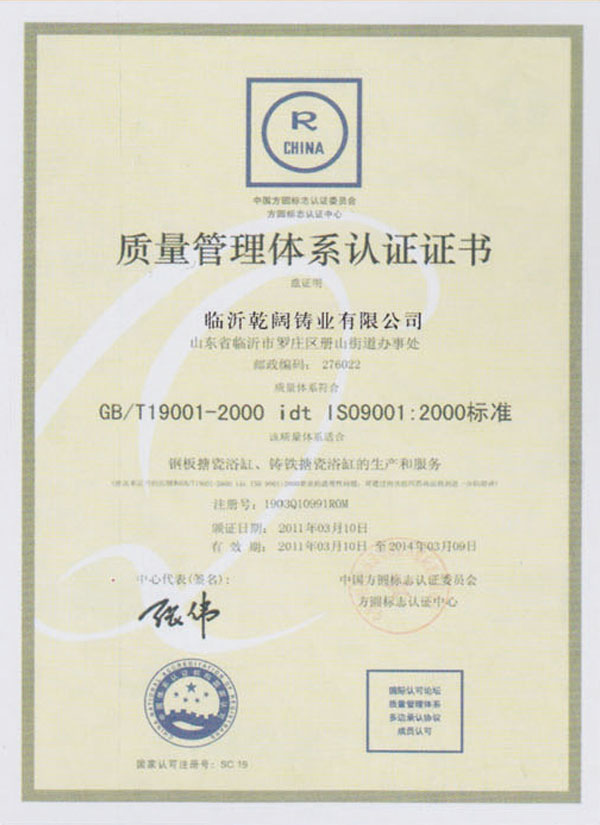 R
CHINA
中国方圆标志认证委员会
方圆标志认证中心
质量管理体系认证证书
兹证明
临沂乾阔铸业有限公司
山东省临沂市罗庄区册山街道办事处
邮政编码: 276022
质量体系符合
GB/T19001-2000 idt ISO9001:2000标准
该质量体系适合
钢板搪瓷浴缸、铸铁搪瓷浴缸的生产和服务
注册号: 1903Q10991ROM
颁证日期: 2011年03月10日
有 效 期: 2011年03月10日 至2014年03月09日
中心代表(签名):
张伟
中国方圆标志认证委员会
方圆标志认证中心
国际认可论坛
质量管理体系
多边承认协议
成员认可
国家认可注册号: SC 15